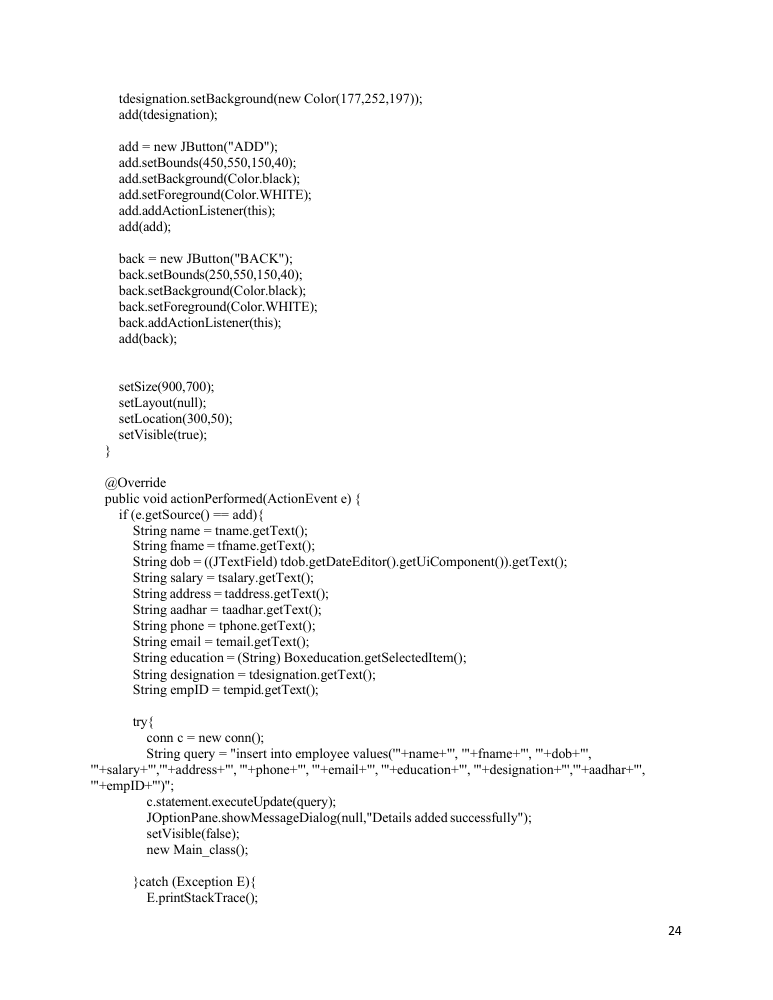 tdesignation.setBackground(new Color(177,252,197));
add(tdesignation);
add = new JButton("ADD");
add.setBounds(450,550,150,40);
add.setBackground(Color.black);
add.setForeground(Color.WHITE);
add.addActionListener(this);
add(add);
back = new JButton("BACK");
back.setBounds(250,550,150,40);
back.setBackground(Color.black);
back.setForeground(Color.WHITE);
back.addActionListener(this);
add(back);
setSize(900,700);
setLayout(null);
setLocation(300,50);
setVisible(true);
}
@Override
public void actionPerformed(ActionEvent e) {
if (e.getSource() == add){
String name = tname.getText();
String fname = tfname.getText();
String dob = ((JTextField) tdob.getDateEditor().getUiComponent()).getText();
String salary = tsalary.getText();
String address = taddress.getText();
String aadhar = taadhar.getText();
String phone = tphone.getText();
String email = temail.getText();
String education = (String) Boxeducation.getSelectedItem();
String designation = tdesignation.getText();
String empID = tempid.getText();
try{
conn c = new conn();
String query = "insert into employee values('"+name+"', '"+fname+"', '"+dob+"',
'"+salary+"','"+address+"', '"+phone+"', '"+email+"', '"+education+"', '"+designation+"','"+aadhar+"',
'"+empID+"')";
c.statement.executeUpdate(query);
JOptionPane.showMessageDialog(null,"Details added successfully");
setVisible(false);
new Main_class();
}catch (Exception E){
E.printStackTrace();
24